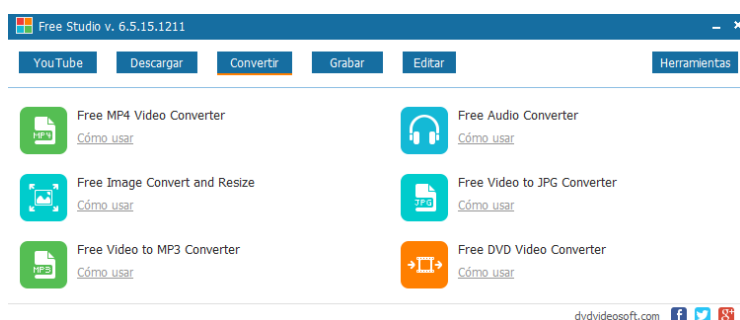 Free Studio v. 6.5.15.1211
YouTube Descargar Convertir Grabar Editar Herramientas
Free MP4 Video Converter
Cómo usar
Free Audio Converter
Cómo usar
Free Image Convert and Resize
Cómo usar
JPG
Free Video to JPG Converter
Cómo usar
MP3
Free Video to MP3 Converter
Cómo usar
Free DVD Video Converter
Cómo usar
dvdvideosoft.com